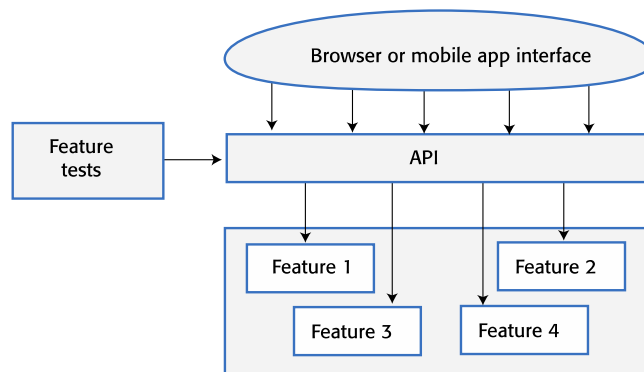 Browser or mobile app interface
Feature
tests
API
Feature 1
Feature 2
Feature 3
Feature 4